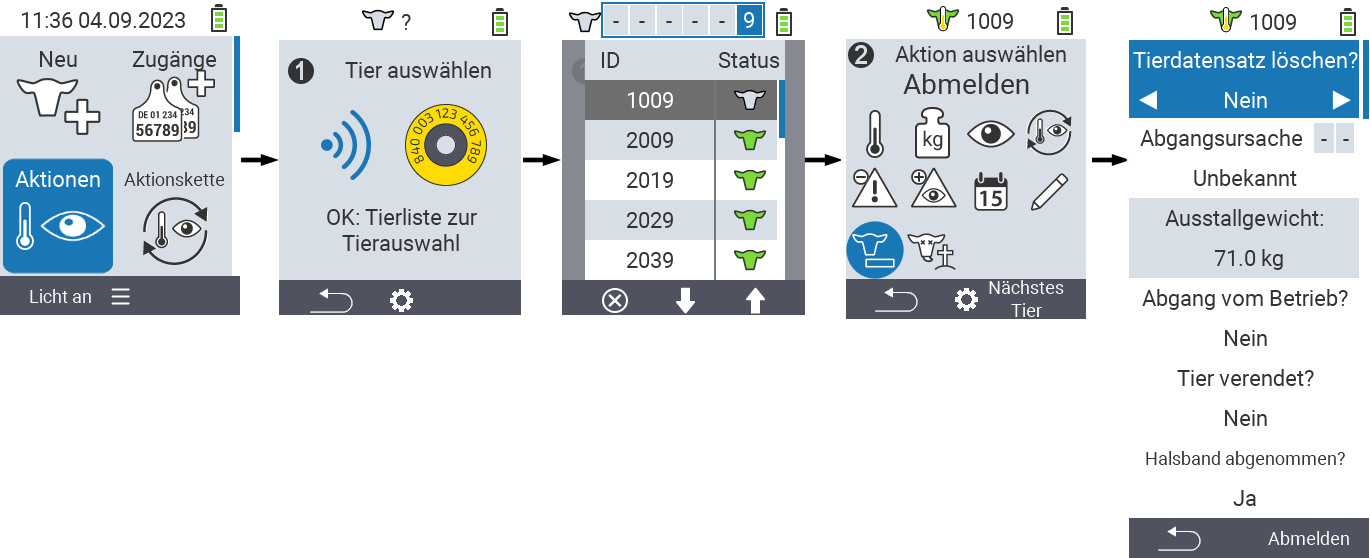 11:36 04.09.2023
Neu
Zugänge
DE 01 234
56789
234
39
Aktionen
Aktionskette
Licht an
?
1
Tier auswählen
840 003 123 456 789
OK: Tierliste zur
Tierauswahl
- - - - - 9
ID Status
1009
2009
2019
2029
2039
1009
2 Aktion auswählen
Abmelden
kg
15
Nächstes
Tier
1009
Tierdatensatz löschen?
Nein
Abgangsursache - -
Unbekannt
Ausstallgewicht:
71.0 kg
Abgang vom Betrieb?
Nein
Tier verendet?
Nein
Halsband abgenommen?
Ja
Abmelden